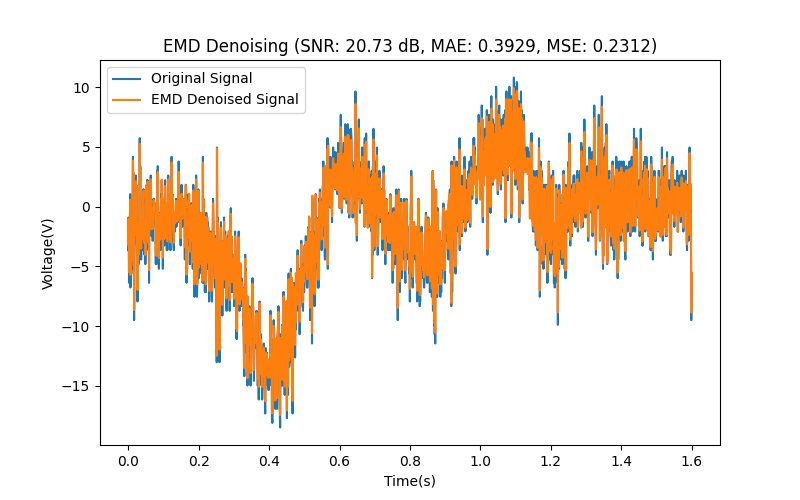 EMD Denoising (SNR: 20.73 dB, MAE: 0.3929, MSE: 0.2312)
Original Signal
EMD Denoised Signal
10
5
0
−5
−10
−15
Voltage(V)
0.0 0.2 0.4 0.6 0.8 1.0 1.2 1.4 1.6
Time(s)